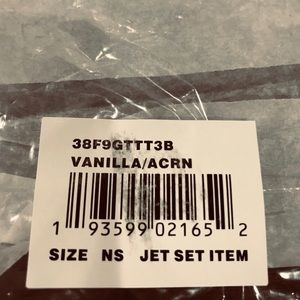 38F9GTTT3B
VANILLA/ACRN
1 93599 02165 2
SIZE NS JET SET ITEM